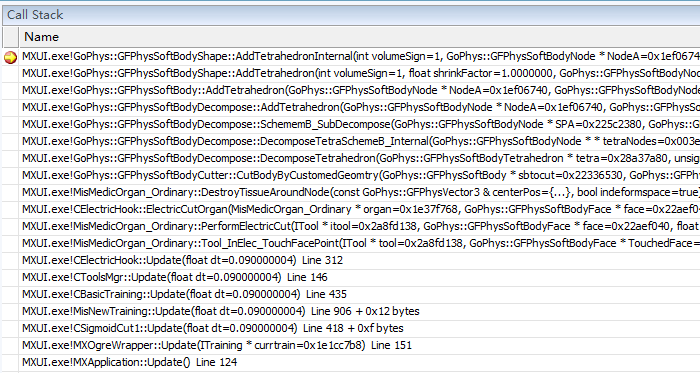 Call Stack
Name
MXUI.exe!GoPhys::GFPhysSoftBodyShape::AddTetrahedronInternal(int volumeSign=1, GoPhys::GFPhysSoftBodyNode * NodeA=0x1ef0674
MXUI.exe!GoPhys::GFPhysSoftBodyShape::AddTetrahedron(int volumeSign=1, float shrinkFactor=1.0000000, GoPhys::GFPhysSoftBodyNo
MXUI.exe!GoPhys::GFPhysSoftBody::AddTetrahedron(GoPhys::GFPhysSoftBodyNode * NodeA=0x1ef06740, GoPhys::GFPhysSoftBodyNod
MXUI.exe!GoPhys::GFPhysSoftBodyDecompose::AddTetrahedron(GoPhys::GFPhysSoftBodyNode * NodeA=0x1ef06740, GoPhys::GFPhys
MXUI.exe!GoPhys::GFPhysSoftBodyDecompose::SchememB_SubDecompose(GoPhys::GFPhysSoftBodyNode * SPA=0x225c2380, GoPhys::G
MXUI.exe!GoPhys::GFPhysSoftBodyDecompose::DecomposeTetraSchemeB_Internal(GoPhys::GFPhysSoftBodyNode * * tetraNodes=0x003e
MXUI.exe!GoPhys::GFPhysSoftBodyDecompose::DecomposeTetrahedron(GoPhys::GFPhysSoftBodyTetrahedron * tetra=0x28a37a80, unsig
MXUI.exe!GoPhys::GFPhysSoftBodyCutter::CutBodyByCustomedGeomtry(GoPhys::GFPhysSoftBody * sbtocut=0x22336530, GoPhys::GFPh
MXUI.exe!MisMedicOrgan_Ordinary::DestroyTissueAroundNode(const GoPhys::GFPhysVector3 & centerPos={...}, bool indeformspace=true)
MXUI.exe!CElectricHook::ElectricCutOrgan(MisMedicOrgan_Ordinary * organ=0x1e37f768, GoPhys::GFPhysSoftBodyFace * face=0x22aef04
MXUI.exe!MisMedicOrgan_Ordinary::PerformElectricCut(ITool * itool=0x2a8fd138, GoPhys::GFPhysSoftBodyFace * face=0x22aef040, float
MXUI.exe!MisMedicOrgan_Ordinary::Tool_InElec_TouchFacePoint(ITool * tool=0x2a8fd138, GoPhys::GFPhysSoftBodyFace * TouchedFace=
MXUI.exe!CElectricHook::Update(float dt=0.090000004) Line 312
MXUI.exe!CToolsMgr::Update(float dt=0.090000004) Line 146
MXUI.exe!CBasicTraining::Update(float dt=0.090000004) Line 435
MXUI.exe!MisNewTraining::Update(float dt=0.090000004) Line 906 + 0x12 bytes
MXUI.exe!CSigmoidCut1::Update(float dt=0.090000004) Line 418 + 0xf bytes
MXUI.exe!MXOgreWrapper::Update(ITraining * currtrain=0x1e1cc7b8) Line 151
MXUI.exe!MXApplication::Update() Line 124